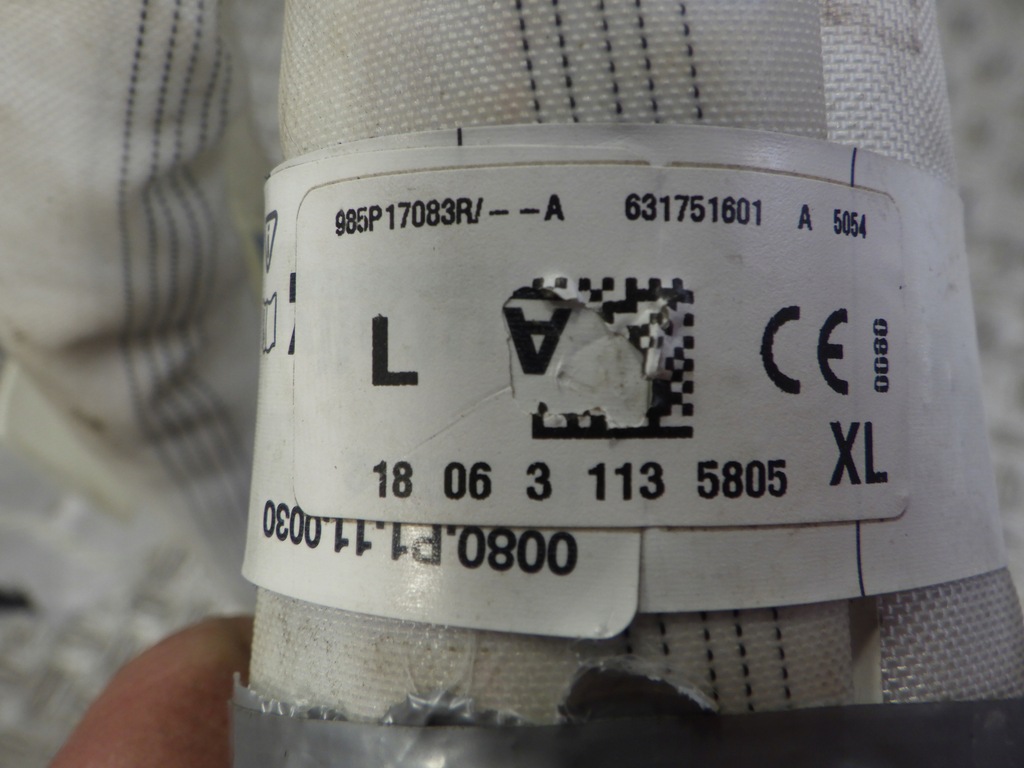 985P17083R/---A 631751601 A 5054
L A CE 0080
XL
18 06 3 113 5805
0080.P1.11.0030